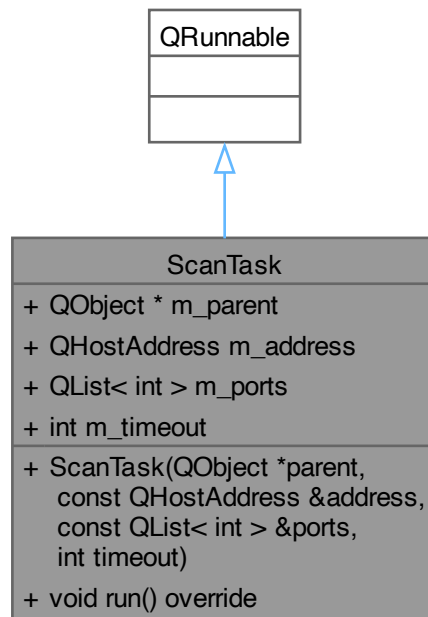 QRunnable
ScanTask
+ QObject * m_parent
+ QHostAddress m_address
+ QList< int > m_ports
+ int m_timeout
+ ScanTask(QObject *parent,
const QHostAddress &address,
const QList< int > &ports,
int timeout)
+ void run() override